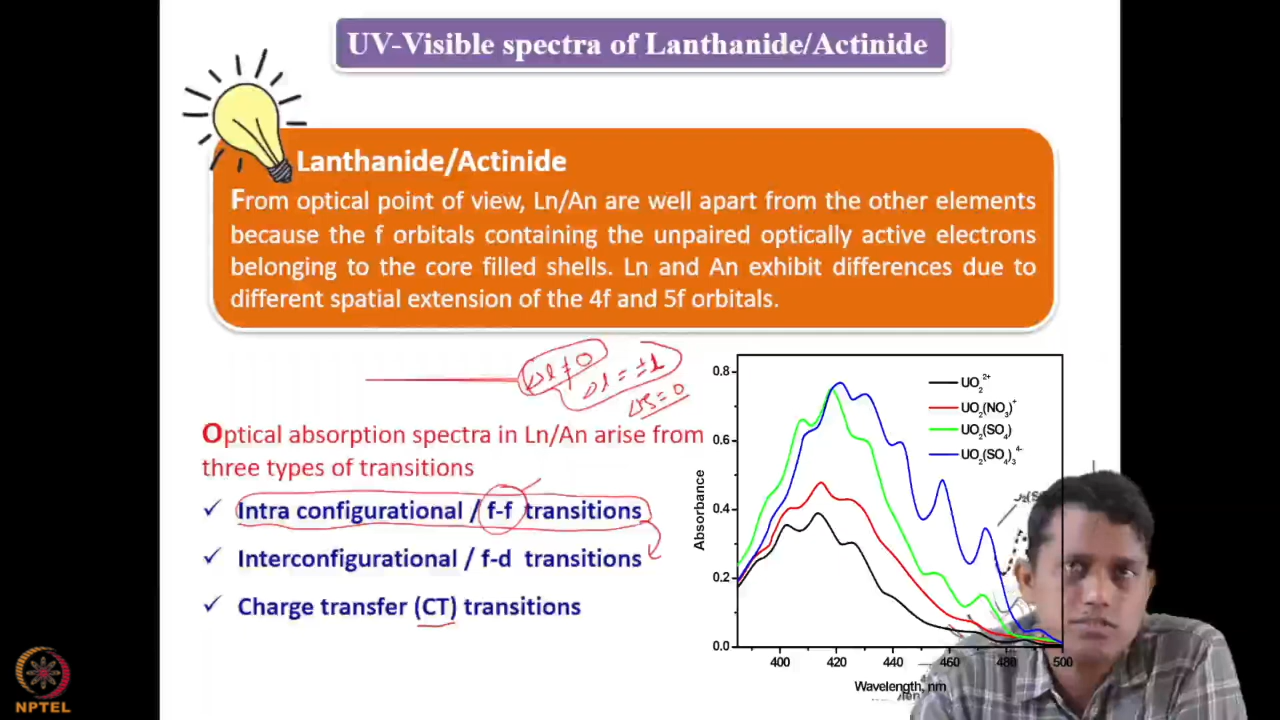 UV-Visible spectra of Lanthanide/Actinide
Lanthanide/Actinide
From optical point of view, Ln/An are well apart from the other elements
because the f orbitals containing the unpaired optically active electrons
belonging to the core filled shells. Ln and An exhibit differences due to
different spatial extension of the 4f and 5f orbitals.
Δl ≠ 0
Δl = ±1
ΔS = 0
Optical absorption spectra in Ln/An arise from
three types of transitions
✓ Intra configurational / f-f transitions
✓ Interconfigurational / f-d transitions
✓ Charge transfer (CT) transitions
0.8
0.6
0.4
0.2
0.0
Absorbance
UO₂²⁺
UO₂(NO₃)⁺
UO₂(SO₄)
UO₂(SO₄)₃⁴⁻
400 420 440 460 480 500
Wavelength, nm
NPTEL